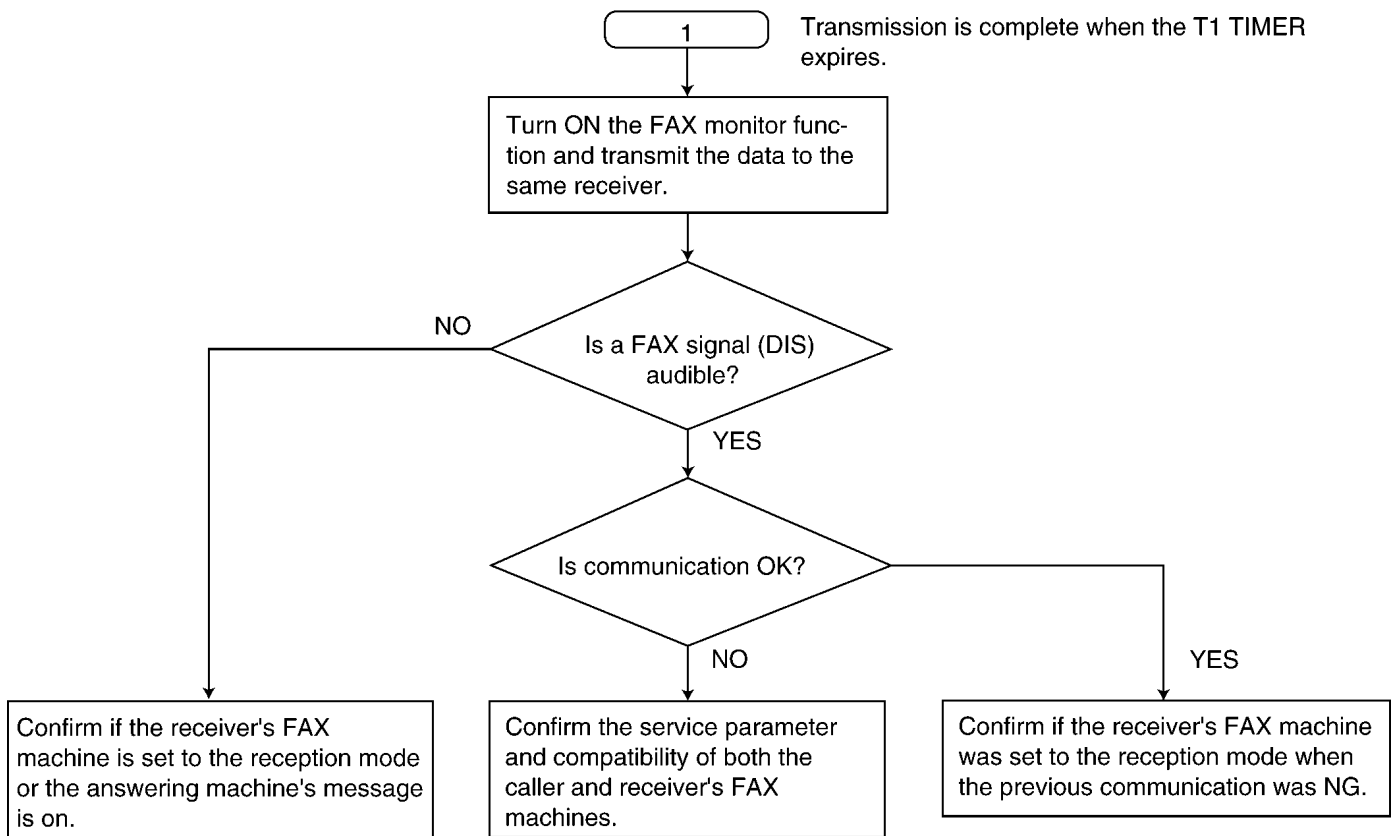 1
Transmission is complete when the T1 TIMER
expires.
Turn ON the FAX monitor func-
tion and transmit the data to the
same receiver.
NO
Is a FAX signal (DIS)
audible?
YES
Is communication OK?
NO
YES
Confirm if the receiver's FAX
machine is set to the reception mode
or the answering machine's message
is on.
Confirm the service parameter
and compatibility of both the
caller and receiver's FAX
machines.
Confirm if the receiver's FAX machine
was set to the reception mode when
the previous communication was NG.